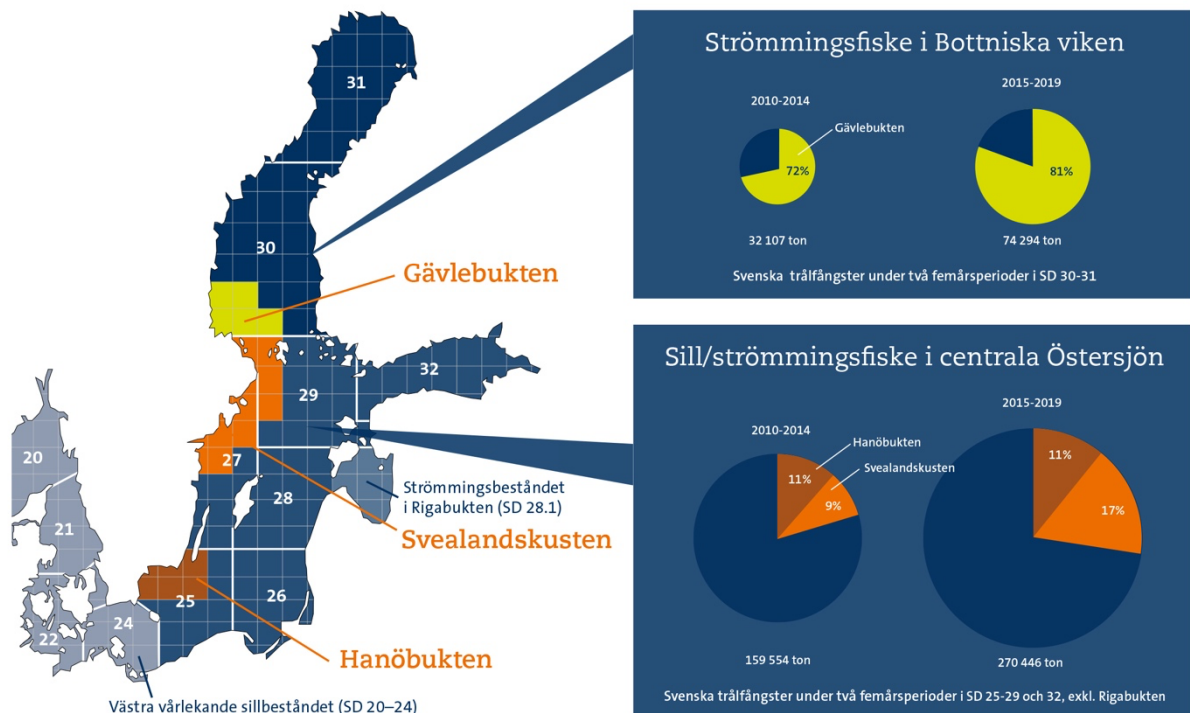 31
30
Gävlebukten
32
29
20
27
Strömmingsbeståndet
i Rigabukten (SD 28.1)
28
21
Svealandskusten
25
26
24
22
Hanöbukten
Västra vårlekande sillbeståndet (SD 20–24)
Strömmingsfiske i Bottniska viken
2010-2014
Gävlebukten
72%
32 107 ton
2015-2019
81%
74 294 ton
Svenska trålfångster under två femårsperioder i SD 30-31
Sill/strömmingsfiske i centrala Östersjön
2010-2014
Hanöbukten
Svealandskusten
11%
9%
159 554 ton
2015-2019
11%
17%
270 446 ton
Svenska trålfångster under två femårsperioder i SD 25-29 och 32, exkl. Rigabukten